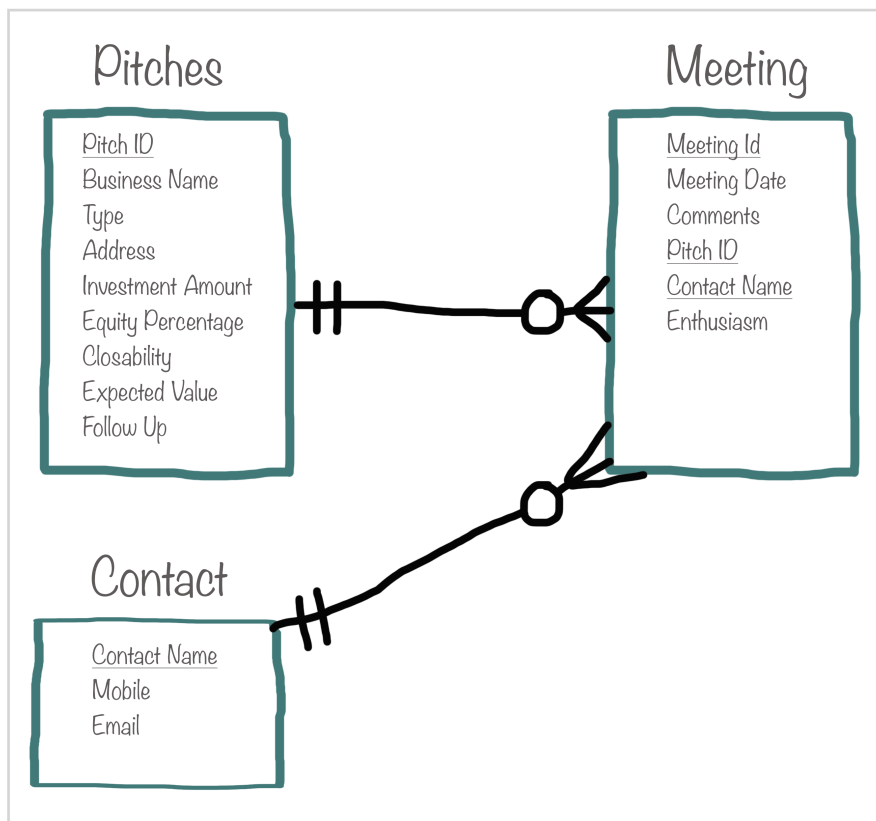 Pitches
Pitch ID
Business Name
Type
Address
Investment Amount
Equity Percentage
Closability
Expected Value
Follow Up
Meeting
Meeting Id
Meeting Date
Comments
Pitch ID
Contact Name
Enthusiasm
Contact
Contact Name
Mobile
Email